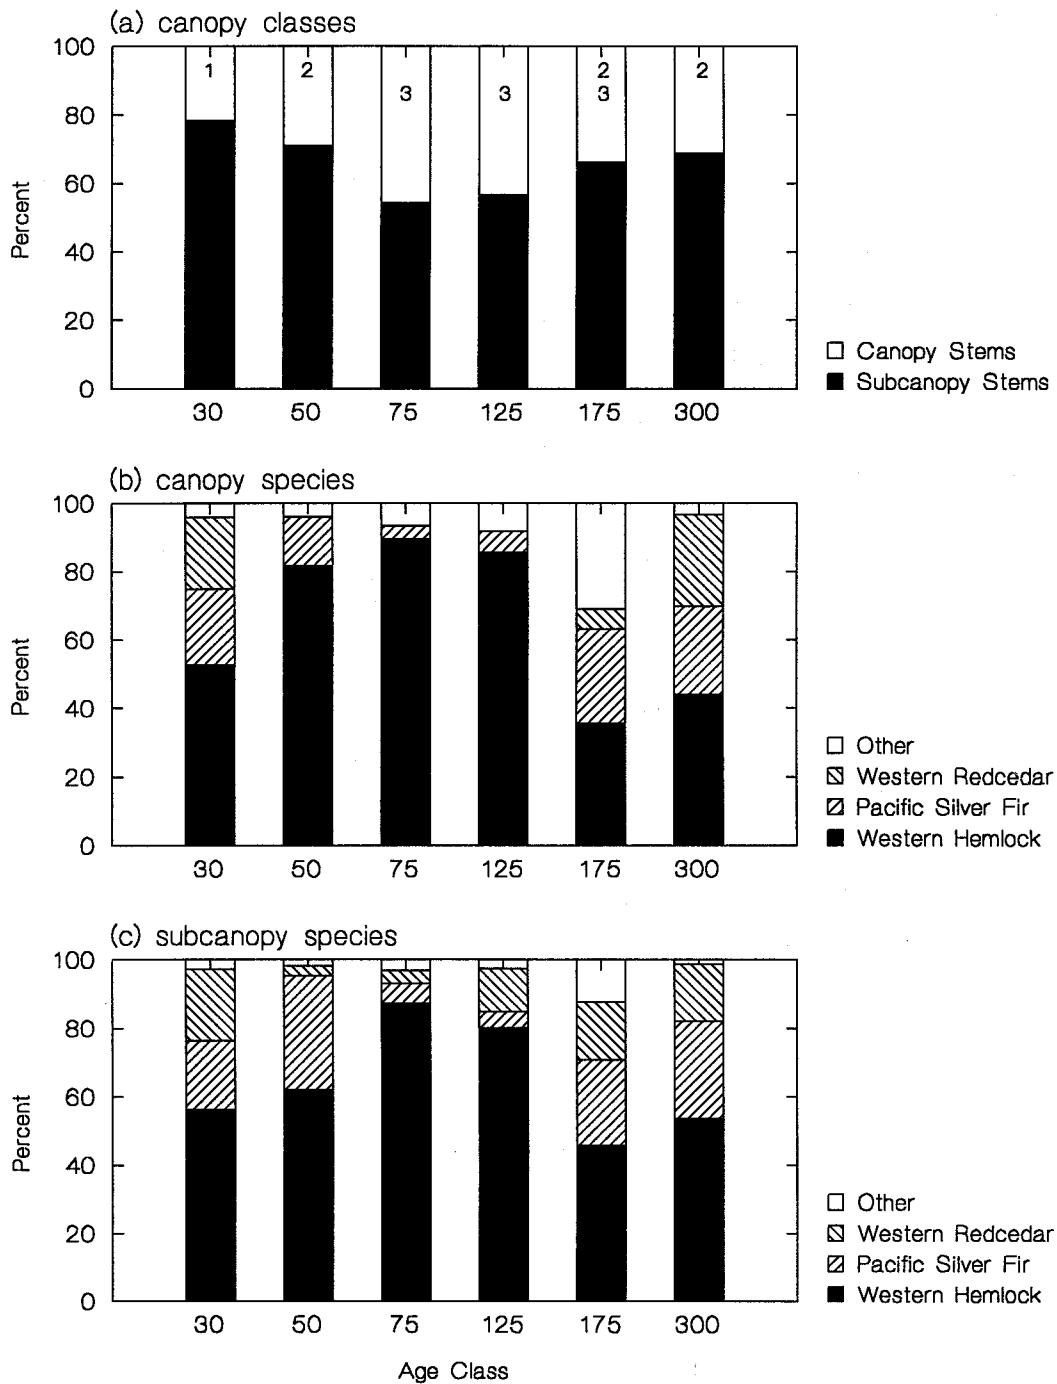 (a) canopy classes
100
80
60
40
20
0
Percent
1 2 3 3 2 3 2
Canopy Stems
Subcanopy Stems
30 50 75 125 175 300
(b) canopy species
100
80
60
40
20
0
Percent
Other
Western Redcedar
Pacific Silver Fir
Western Hemlock
30 50 75 125 175 300
(c) subcanopy species
100
80
60
40
20
0
Percent
Other
Western Redcedar
Pacific Silver Fir
Western Hemlock
30 50 75 125 175 300
Age Class